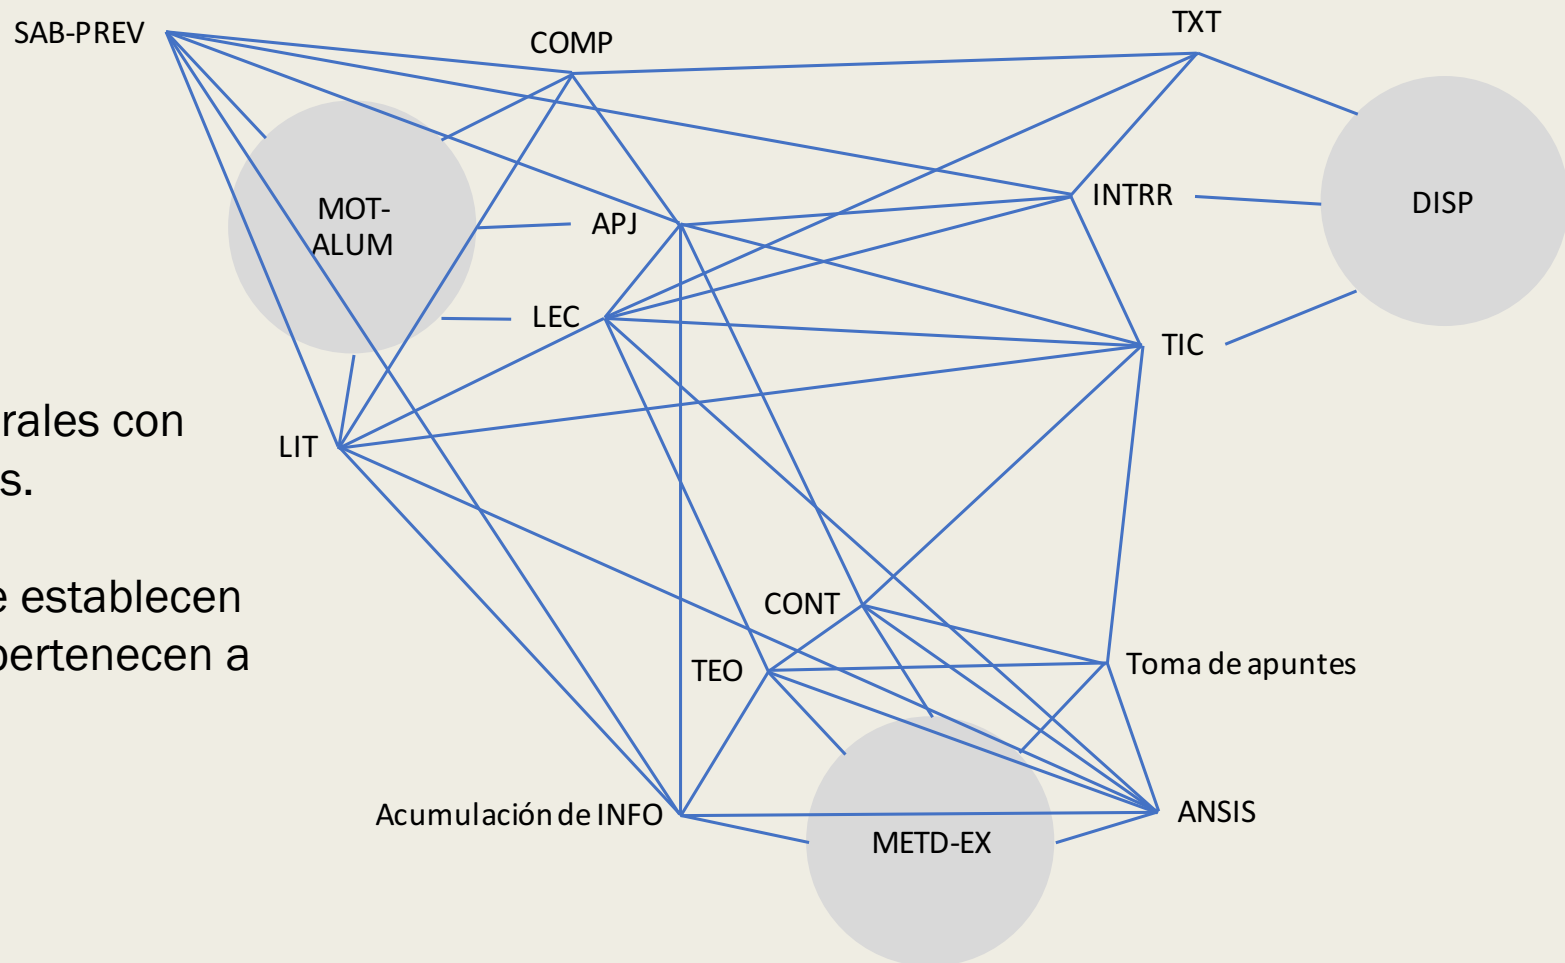 TXT
SAB-PREV
COMP
INTRR
DISP
MOT-
ALUM
APJ
LEC
TIC
rales con
LIT
s.
e establecen
CONT
pertenecen a
TEO
Toma de apuntes
Acumulación de INFO
ANSIS
METD-EX